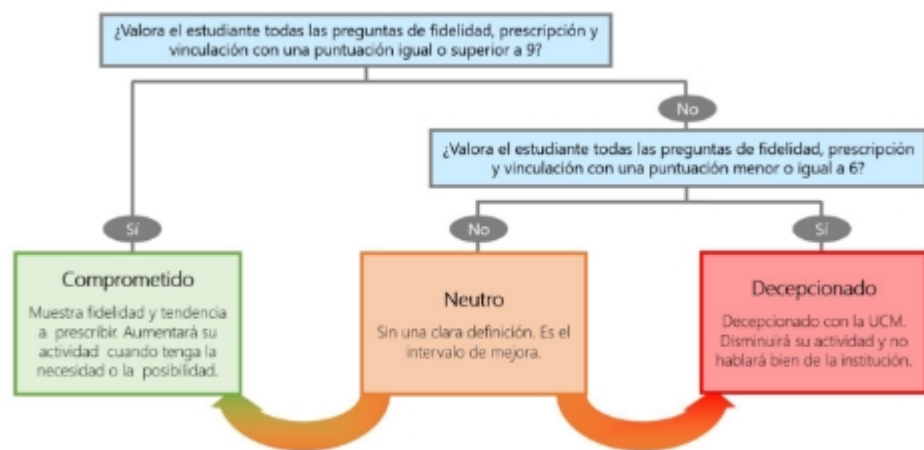 ¿Valora el estudiante todas las preguntas de fidelidad, prescripción y
vinculación con una puntuación igual o superior a 9?
No
¿Valora el estudiante todas las preguntas de fidelidad, prescripción
y vinculación con una puntuación menor o igual a 6?
Sí
No
Sí
Comprometido
Muestra fidelidad y tendencia
a prescribir. Aumentará su
actividad cuando tenga la
necesidad o la posibilidad.
Neutro
Sin una clara definición. Es el
intervalo de mejora.
Decepcionado
Decepcionado con la UCM.
Disminuirá su actividad y no
hablará bien de la institución.